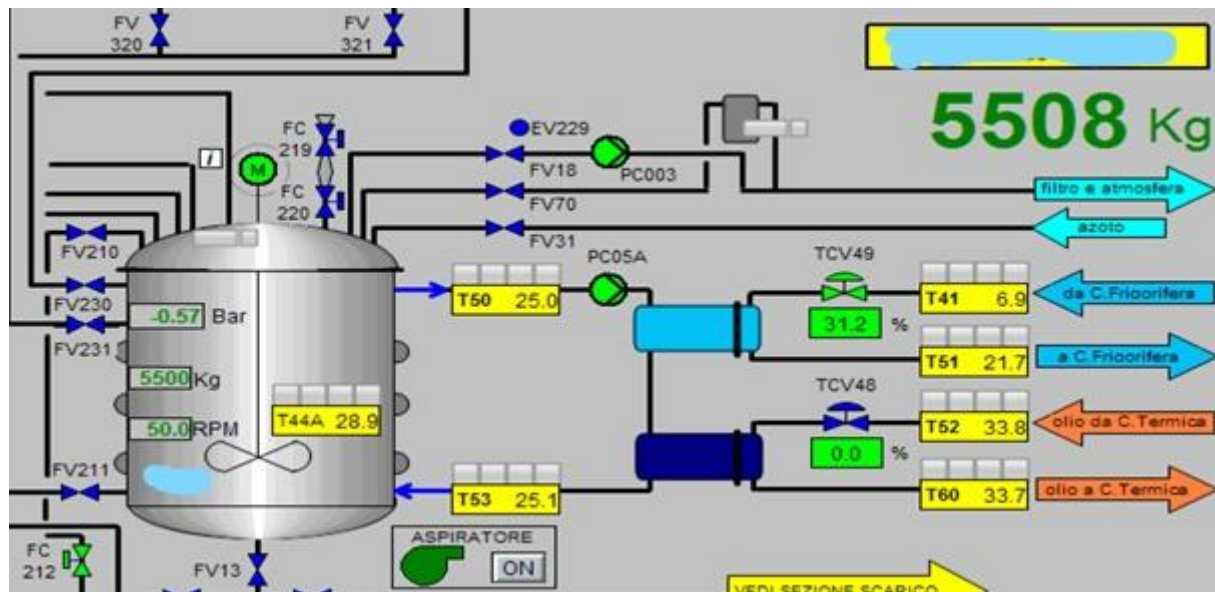 FV 320
FV 321
5508 Kg
FC 219
EV229
i
M
FV18
PC003
filtro e atmosfera
FC 220
FV70
azoto
FV210
FV31
PC05A
TCV49
T50 25.0
T41 6.9
da C.Frigorifera
FV230
-0.57 Bar
31.2 %
FV231
T51 21.7
a C.Frigorifera
5500 Kg
TCV48
T44A 28.9
T52 33.8
olio da C.Termica
50.0 RPM
0.0 %
FV211
T53 25.1
T60 33.7
olio a C.Termica
ASPIRATORE
FC 212
FV13
ON
VEDI SEZIONE SCARICO